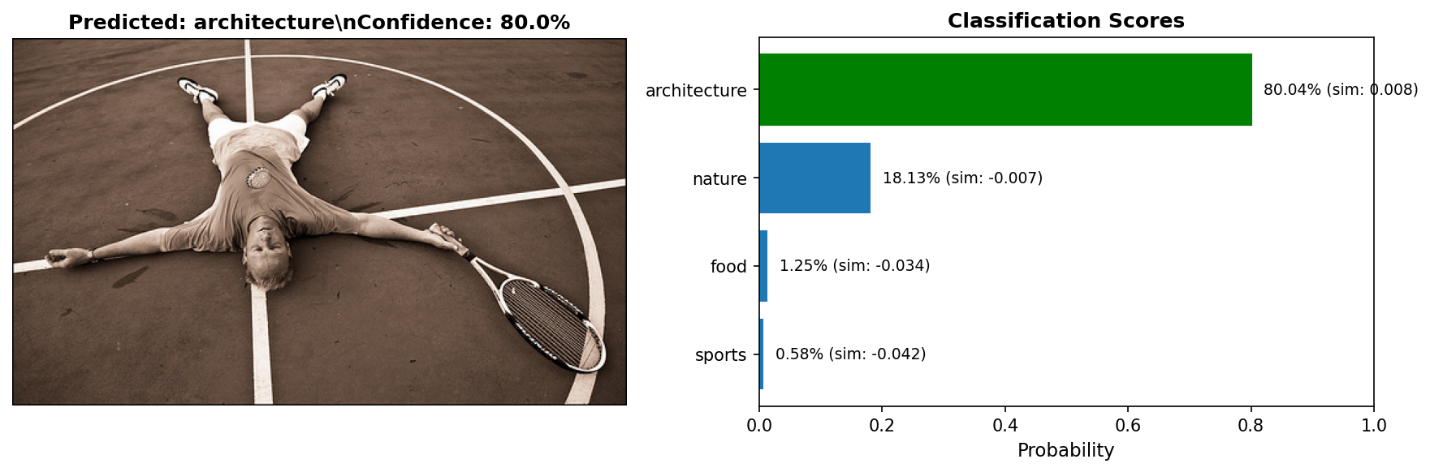 Predicted: architecture\nConfidence: 80.0%
Classification Scores
architecture
80.04% (sim: 0.008)
nature
18.13% (sim: -0.007)
food
1.25% (sim: -0.034)
sports
0.58% (sim: -0.042)
0.0 0.2 0.4 0.6 0.8 1.0
Probability